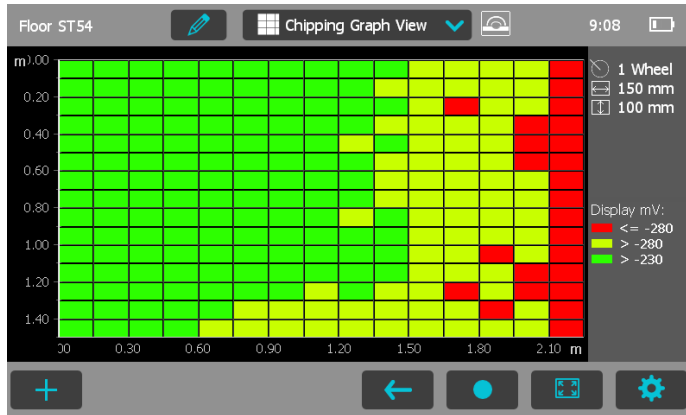 Floor ST54
Chipping Graph View
9:08
m
0.00
0.20
0.40
0.60
0.80
1.00
1.20
1.40
00 0.30 0.60 0.90 1.20 1.50 1.80 2.10 m
1 Wheel
150 mm
100 mm
Display mV:
<= -280
> -280
> -230